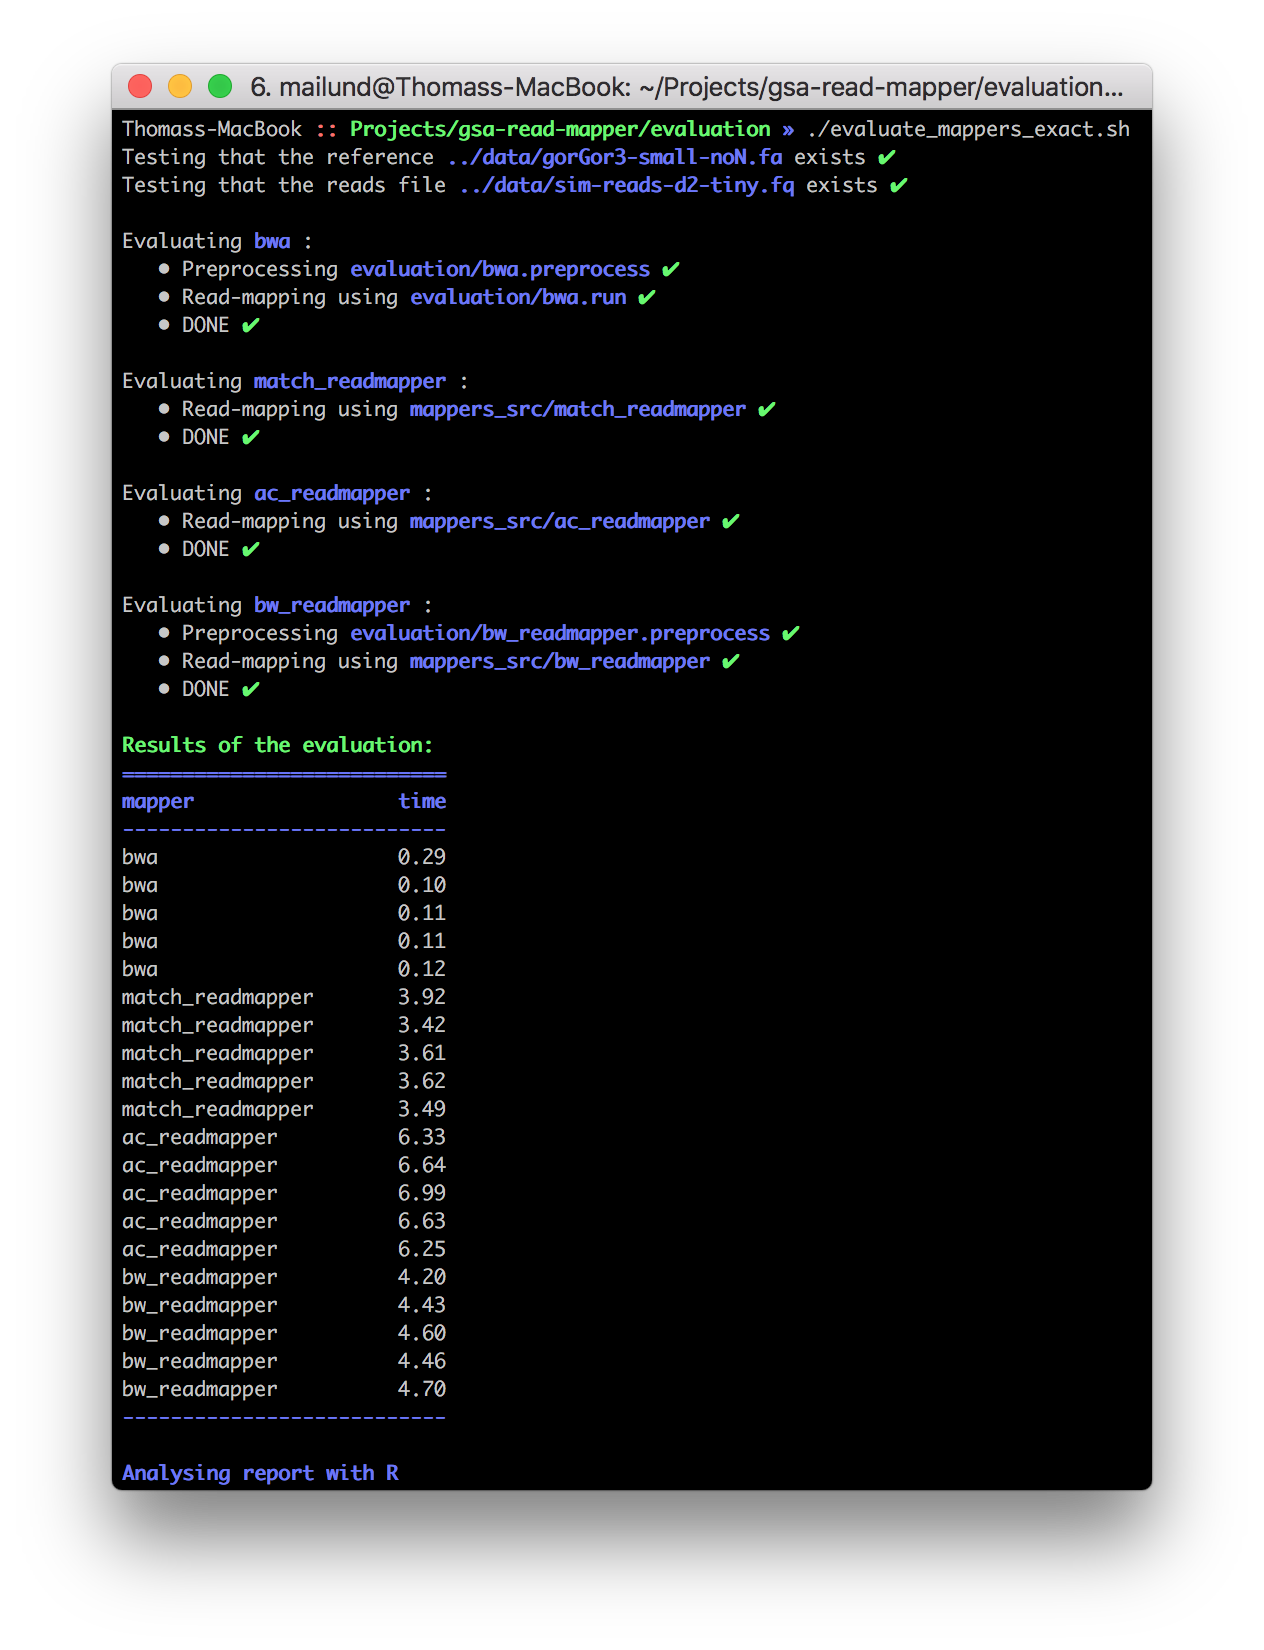 6. mailund@Thomass-MacBook: ~/Projects/gsa-read-mapper/evaluation...
Thomass-MacBook :: Projects/gsa-read-mapper/evaluation » ./evaluate_mappers_exact.sh
Testing that the reference ../data/gorGor3-small-noN.fa exists ✔
Testing that the reads file ../data/sim-reads-d2-tiny.fq exists ✔
Evaluating bwa :
● Preprocessing evaluation/bwa.preprocess ✔
● Read-mapping using evaluation/bwa.run ✔
● DONE ✔
Evaluating match_readmapper :
● Read-mapping using mappers_src/match_readmapper ✔
● DONE ✔
Evaluating ac_readmapper :
● Read-mapping using mappers_src/ac_readmapper ✔
● DONE ✔
Evaluating bw_readmapper :
● Preprocessing evaluation/bw_readmapper.preprocess ✔
● Read-mapping using mappers_src/bw_readmapper ✔
● DONE ✔
Results of the evaluation:
===========================
mapper time
---------------------------
bwa 0.29
bwa 0.10
bwa 0.11
bwa 0.11
bwa 0.12
match_readmapper 3.92
match_readmapper 3.42
match_readmapper 3.61
match_readmapper 3.62
match_readmapper 3.49
ac_readmapper 6.33
ac_readmapper 6.64
ac_readmapper 6.99
ac_readmapper 6.63
ac_readmapper 6.25
bw_readmapper 4.20
bw_readmapper 4.43
bw_readmapper 4.60
bw_readmapper 4.46
bw_readmapper 4.70
---------------------------
Analysing report with R